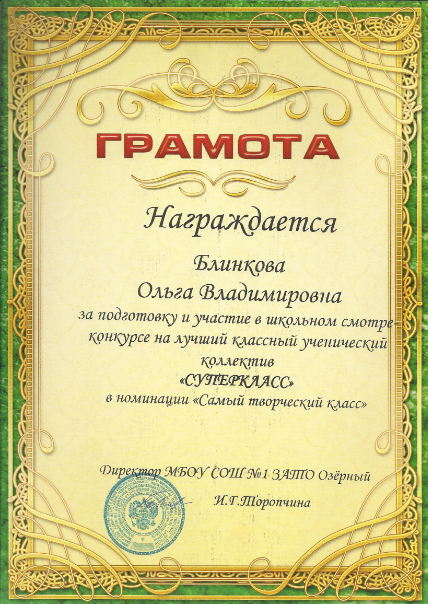 ГРАМОТА
Награждается
Блинкова
Ольга Владимировна
за подготовку и участие в школьном смотре-
конкурсе на лучший классный ученический
коллектив
«СУПЕРКЛАСС»
в номинации «Самый творческий класс»
Директор МБОУ СОШ №1 ЗАТО Озёрный
И.Г.Торопчина